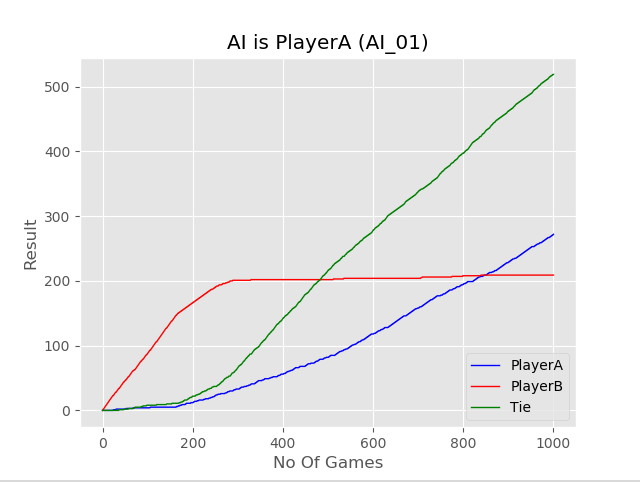 AI is PlayerA (AI_01)
500
400
300
200
100
0
Result
0 200 400 600 800 1000
No Of Games
PlayerA
PlayerB
Tie